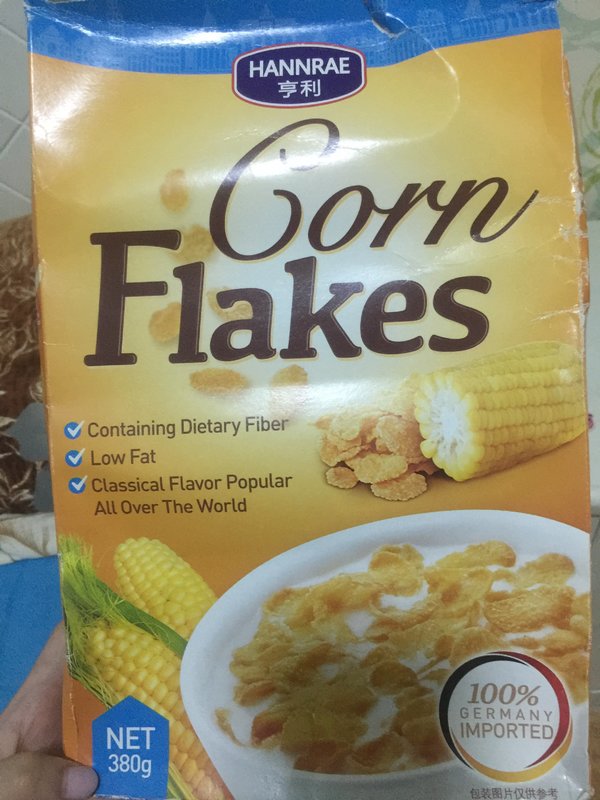 HANNRAE
亨利
Corn
Flakes
Containing Dietary Fiber
Low Fat
Classical Flavor Popular
All Over The World
100%
GERMANY
IMPORTED
NET
380g
包装图片仅供参考